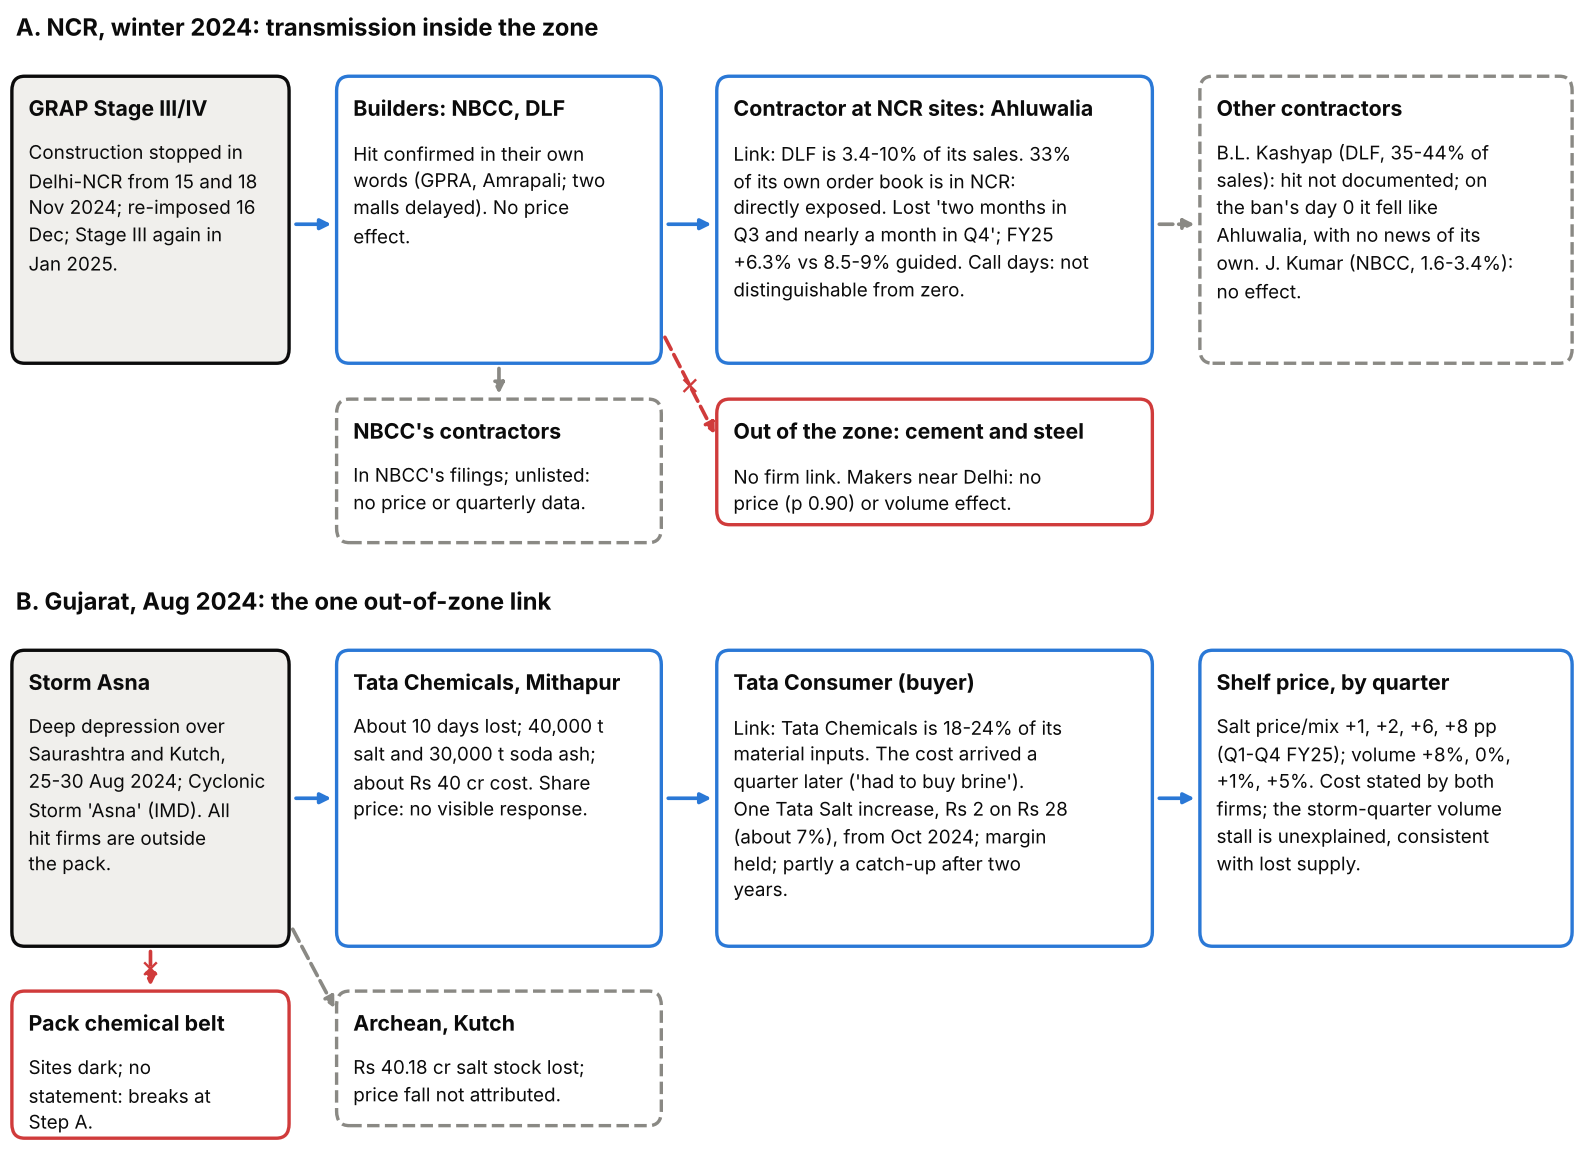 A. NCR, winter 2024: transmission inside the zone
GRAP Stage III/IV
Construction stopped in
Delhi-NCR from 15 and 18
Nov 2024; re-imposed 16
Dec; Stage III again in
Jan 2025.
Builders: NBCC, DLF
Hit confirmed in their own
words (GPRA, Amrapali; two
malls delayed). No price
effect.
Contractor at NCR sites: Ahluwalia
Link: DLF is 3.4-10% of its sales. 33%
of its own order book is in NCR:
directly exposed. Lost 'two months in
Q3 and nearly a month in Q4'; FY25
+6.3% vs 8.5-9% guided. Call days: not
distinguishable from zero.
Other contractors
B.L. Kashyap (DLF, 35-44% of
sales): hit not documented; on
the ban's day 0 it fell like
Ahluwalia, with no news of its
own. J. Kumar (NBCC, 1.6-3.4%):
no effect.
NBCC's contractors
In NBCC's filings; unlisted:
no price or quarterly data.
Out of the zone: cement and steel
No firm link. Makers near Delhi: no
price (p 0.90) or volume effect.
B. Gujarat, Aug 2024: the one out-of-zone link
Storm Asna
Deep depression over
Saurashtra and Kutch,
25-30 Aug 2024; Cyclonic
Storm 'Asna' (IMD). All
hit firms are outside
the pack.
Tata Chemicals, Mithapur
About 10 days lost; 40,000 t
salt and 30,000 t soda ash;
about Rs 40 cr cost. Share
price: no visible response.
Tata Consumer (buyer)
Link: Tata Chemicals is 18-24% of its
material inputs. The cost arrived a
quarter later ('had to buy brine').
One Tata Salt increase, Rs 2 on Rs 28
(about 7%), from Oct 2024; margin
held; partly a catch-up after two
years.
Shelf price, by quarter
Salt price/mix +1, +2, +6, +8 pp
(Q1-Q4 FY25); volume +8%, 0%,
+1%, +5%. Cost stated by both
firms; the storm-quarter volume
stall is unexplained, consistent
with lost supply.
Pack chemical belt
Sites dark; no
statement: breaks at
Step A.
Archean, Kutch
Rs 40.18 cr salt stock lost;
price fall not attributed.